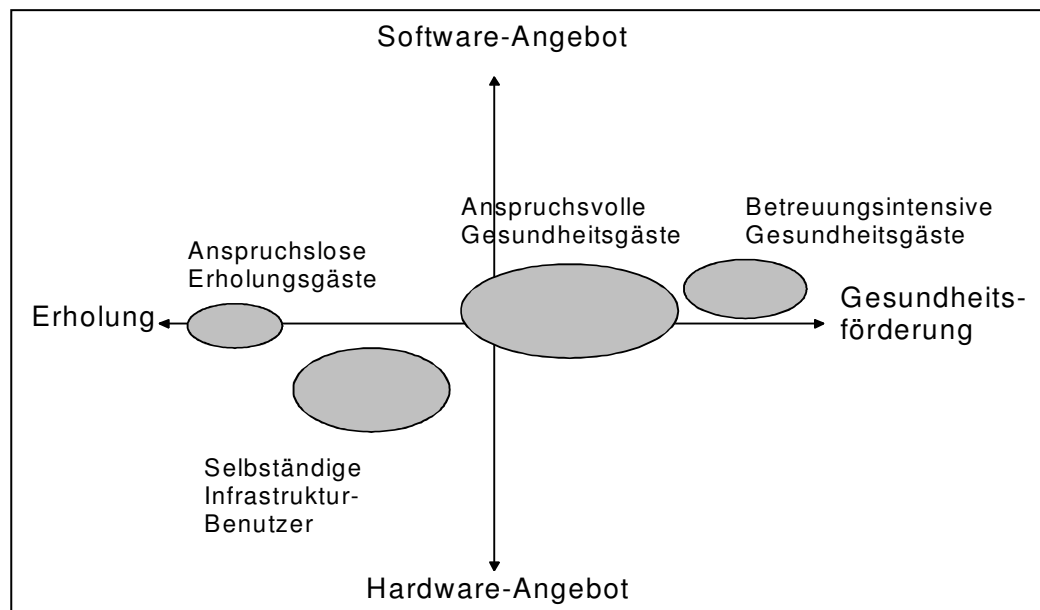 Software-Angebot
Anspruchsvolle
Gesundheitsgäste
Betreuungsintensive
Gesundheitsgäste
Anspruchslose
Erholungsgäste
Erholung
Gesundheits-
förderung
Selbständige
Infrastruktur-
Benutzer
Hardware-Angebot